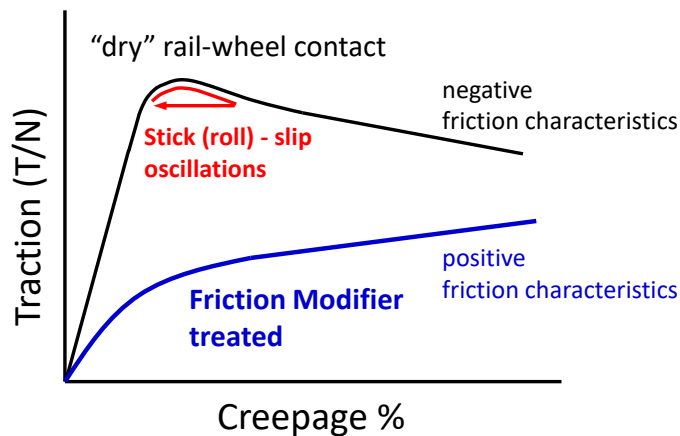 “dry” rail-wheel contact
negative
friction characteristics
Stick (roll) - slip
oscillations
Traction (T/N)
positive
friction characteristics
Friction Modifier
treated
Creepage %